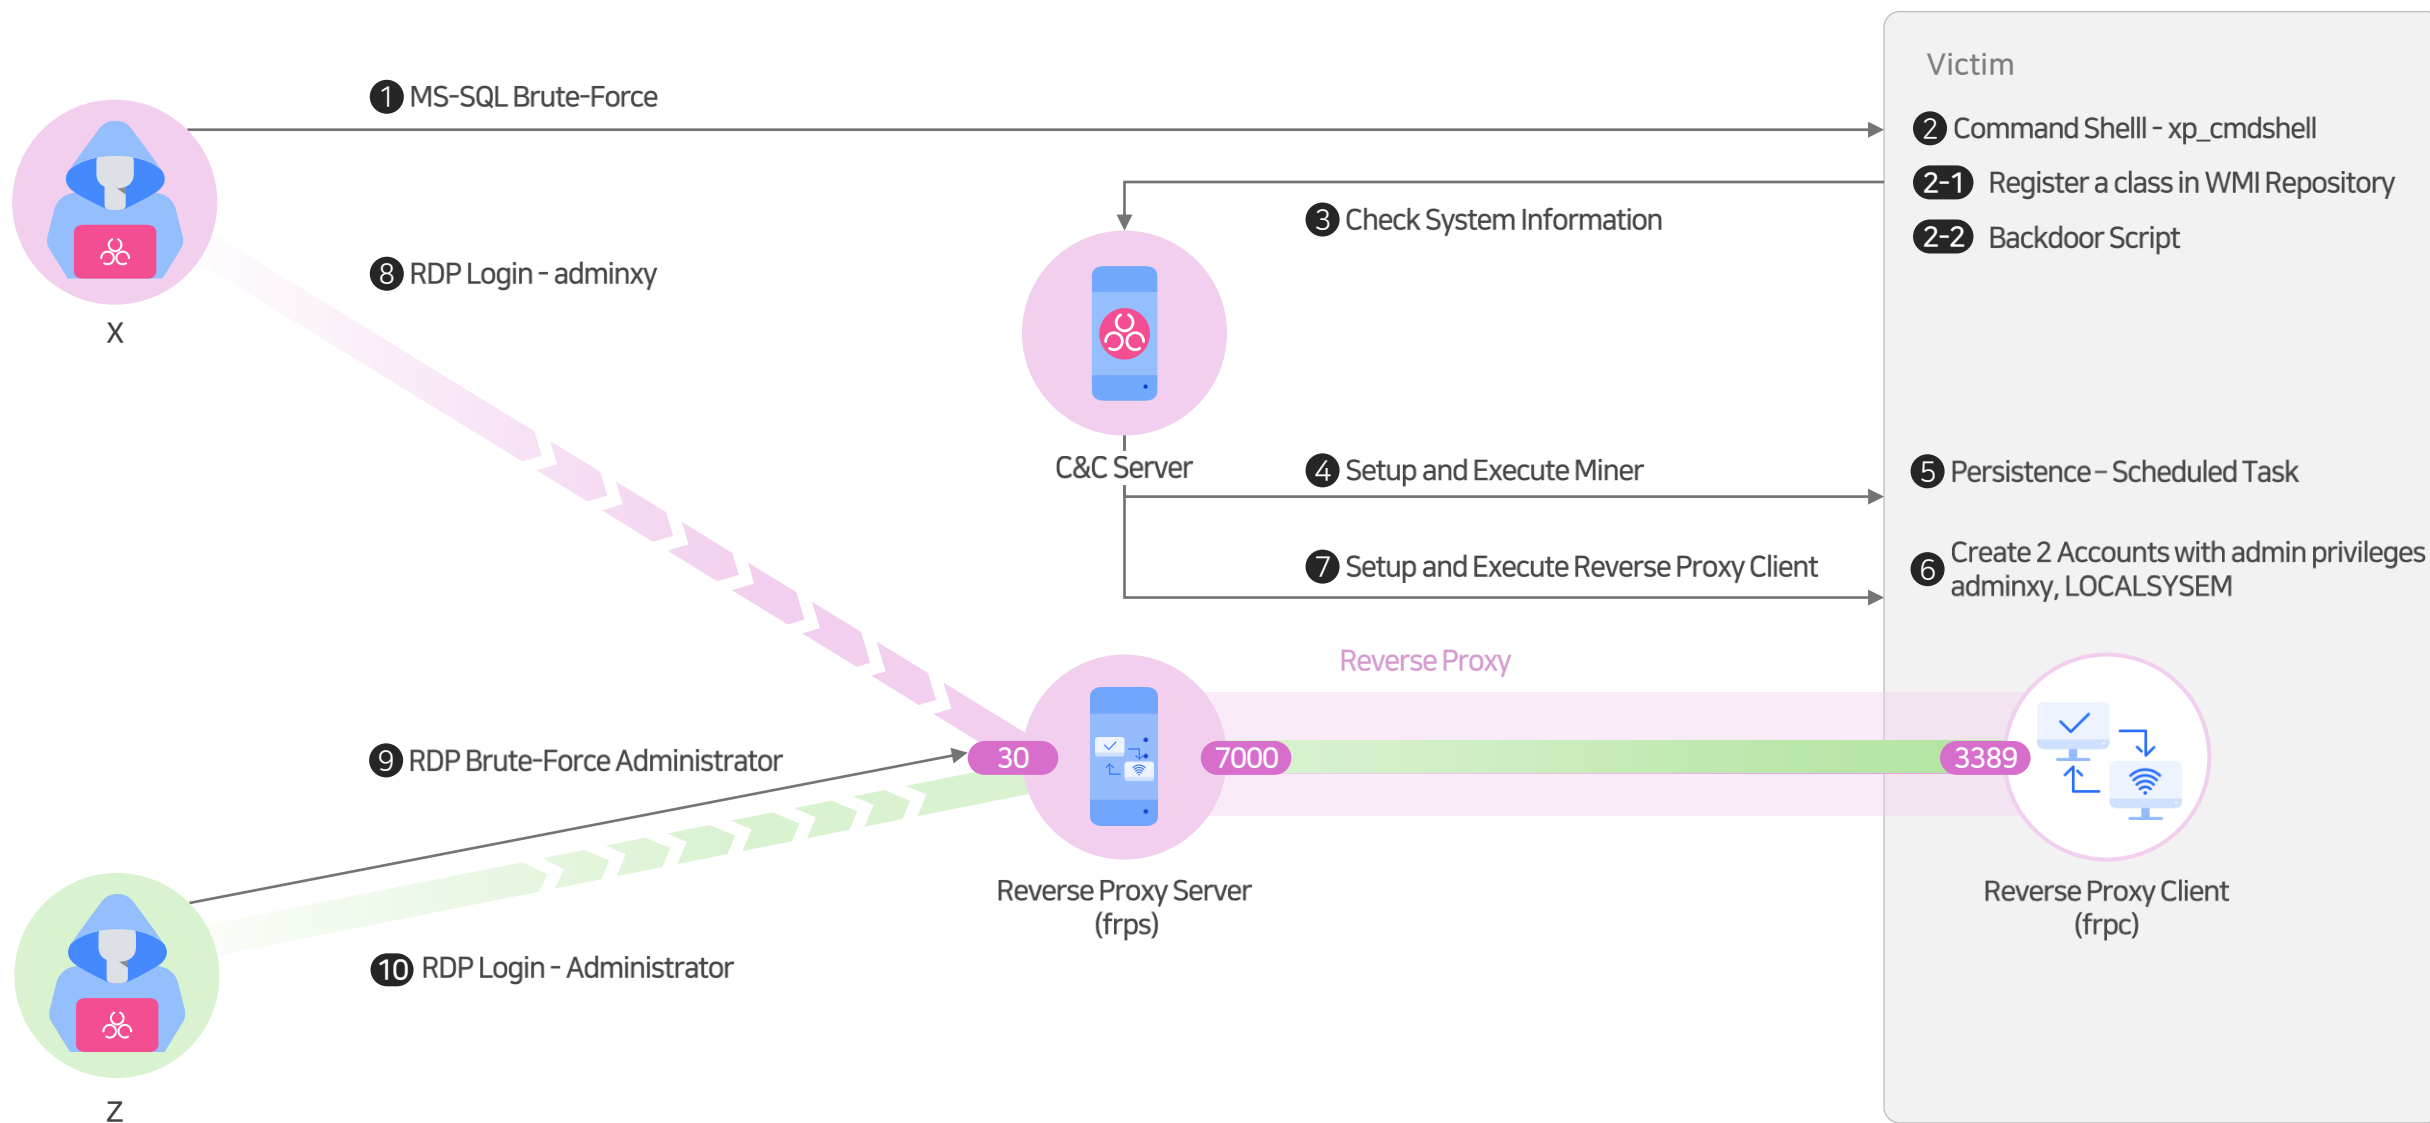 Victim
1 MS-SQL Brute-Force
2 Command Shelll - xp_cmdshell
2-1 Register a class in WMI Repository
3 Check System Information
2-2 Backdoor Script
8 RDP Login - adminxy
X
C&C Server
4 Setup and Execute Miner
5 Persistence - Scheduled Task
7 Setup and Execute Reverse Proxy Client
6 Create 2 Accounts with admin privileges
adminxy, LOCALSYSEM
Reverse Proxy
9 RDP Brute-Force Administrator
30
7000
3389
Reverse Proxy Server
(frps)
Reverse Proxy Client
(frpc)
10 RDP Login - Administrator
Z